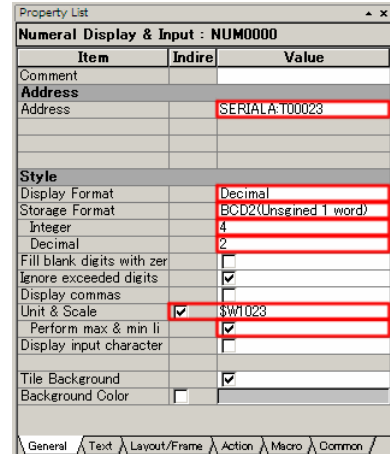 Property List
Numeral Display & Input : NUM0000
Item Indire Value
Comment
Address
Address SERIALA:T00023
Style
Display Format Decimal
Storage Format BCD2(Unsgined 1 word)
Integer 4
Decimal 2
Fill blank digits with zer
Ignore exceeded digits
Display commas
Unit & Scale $W1023
Perform max & min li
Display input character
Tile Background
Background Color
General Text Layout/Frame Action Macro Common